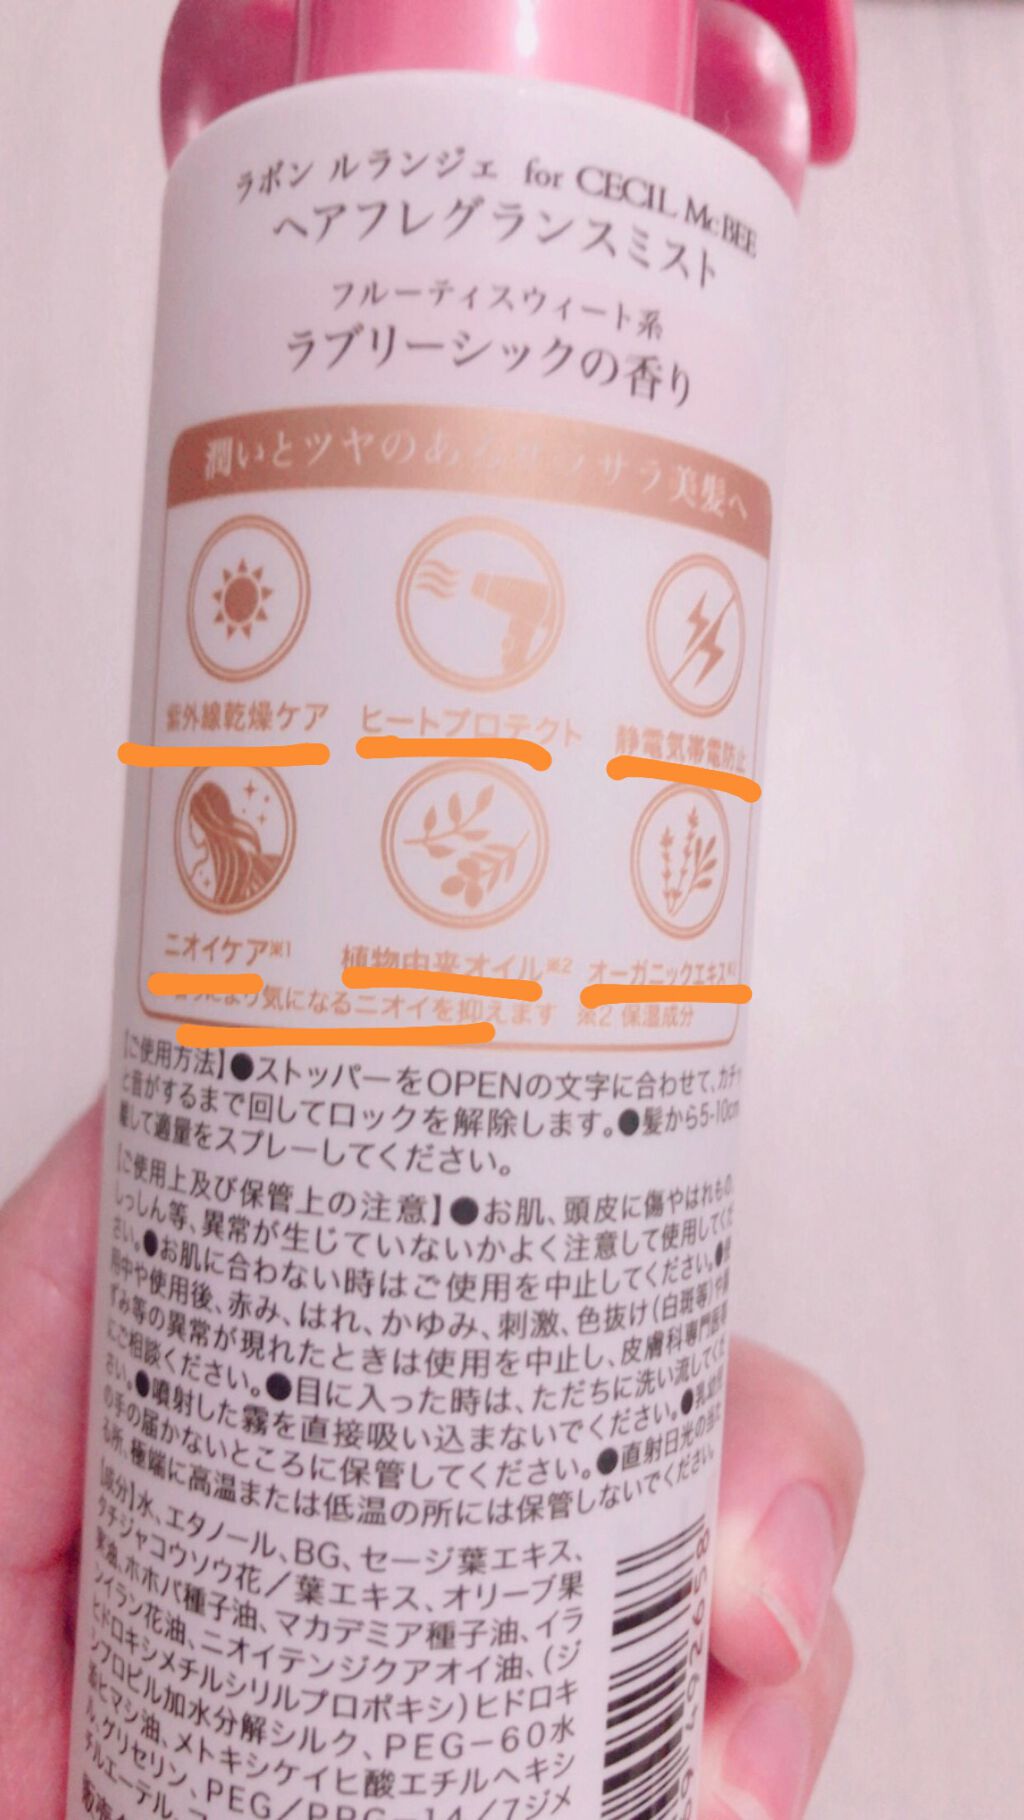 ラボン ルランジェ for CECIL McBEE
ヘアフレグランスミスト
フルーティスウィート系
ラブリーシックの香り
潤いとツヤのあるサラサラ美髪へ
紫外線乾燥ケア ヒートプロテクト 静電気帯電防止
ニオイケア※1 植物由来オイル※2 オーガニックエキス
気になるニオイを抑えます ※2 保湿成分
【ご使用方法】●ストッパーをOPENの文字に合わせて、カチッ
と音がするまで回してロックを解除します。●髪から5-10cm
離して適量をスプレーしてください。
【ご使用上及び保管上の注意】●お肌、頭皮に傷やはれもの、
しっしん等、異常が生じていないかよく注意して使用してくだ
さい。●お肌に合わない時はご使用を中止してください。●使
用中や使用後、赤み、はれ、かゆみ、刺激、色抜け(白斑等)や黒
ずみ等の異常が現れたときは使用を中止し、皮膚科専門医等
にご相談ください。●目に入った時は、ただちに洗い流してくだ
さい。●噴射した霧を直接吸い込まないでください。●乳幼児
の手の届かないところに保管してください。●直射日光の当た
る所、極端に高温または低温の所には保管しないでください。
【成分】水、エタノール、BG、セージ葉エキス、
タチジャコウソウ花/葉エキス、オリーブ果
実油、ホホバ種子油、マカデミア種子油、イラ
ンイラン花油、ニオイテンジクアオイ油、(ジ
ヒドロキシメチルシリルプロポキシ)ヒドロキ
シプロピル加水分解シルク、PEG-60水
添ヒマシ油、メトキシケイヒ酸エチルヘキシ
ル、グリセリン、PEG/PPG-14/7ジメ
チルエーテル、